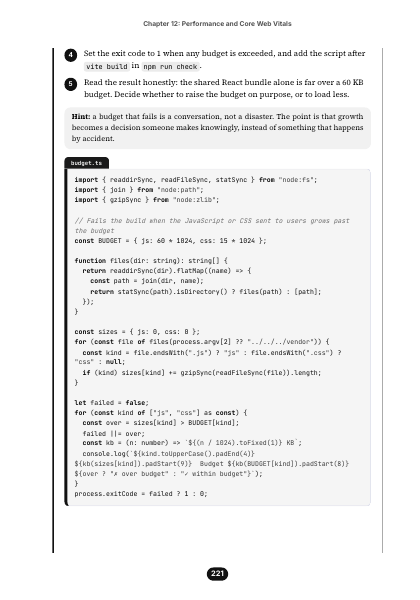 Chapter 12: Performance and Core Web Vitals
4 Set the exit code to 1 when any budget is exceeded, and add the script after
vite build in npm run check.
5 Read the result honestly: the shared React bundle alone is far over a 60 KB
budget. Decide whether to raise the budget on purpose, or to load less.
Hint: a budget that fails is a conversation, not a disaster. The point is that growth
becomes a decision someone makes knowingly, instead of something that happens
by accident.
budget.ts
import { readdirSync, readFileSync, statSync } from "node:fs";
import { join } from "node:path";
import { gzipSync } from "node:zlib";
// Fails the build when the JavaScript or CSS sent to users grows past
the budget
const BUDGET = { js: 60 * 1024, css: 15 * 1024 };
function files(dir: string): string[] {
  return readdirSync(dir).flatMap((name) => {
    const path = join(dir, name);
    return statSync(path).isDirectory() ? files(path) : [path];
  });
}
const sizes = { js: 0, css: 0 };
for (const file of files(process.argv[2] ?? "../../../vendor")) {
  const kind = file.endsWith(".js") ? "js" : file.endsWith(".css") ?
"css" : null;
  if (kind) sizes[kind] += gzipSync(readFileSync(file)).length;
}
let failed = false;
for (const kind of ["js", "css"] as const) {
  const over = sizes[kind] > BUDGET[kind];
  failed ||= over;
  const kb = (n: number) => `${(n / 1024).toFixed(1)} KB`;
  console.log(`${kind.toUpperCase().padEnd(4)}
${kb(sizes[kind]).padStart(9)}  Budget ${kb(BUDGET[kind]).padStart(8)}
${over ? "✗ over budget" : "✓ within budget"}`);
}
process.exitCode = failed ? 1 : 0;
221